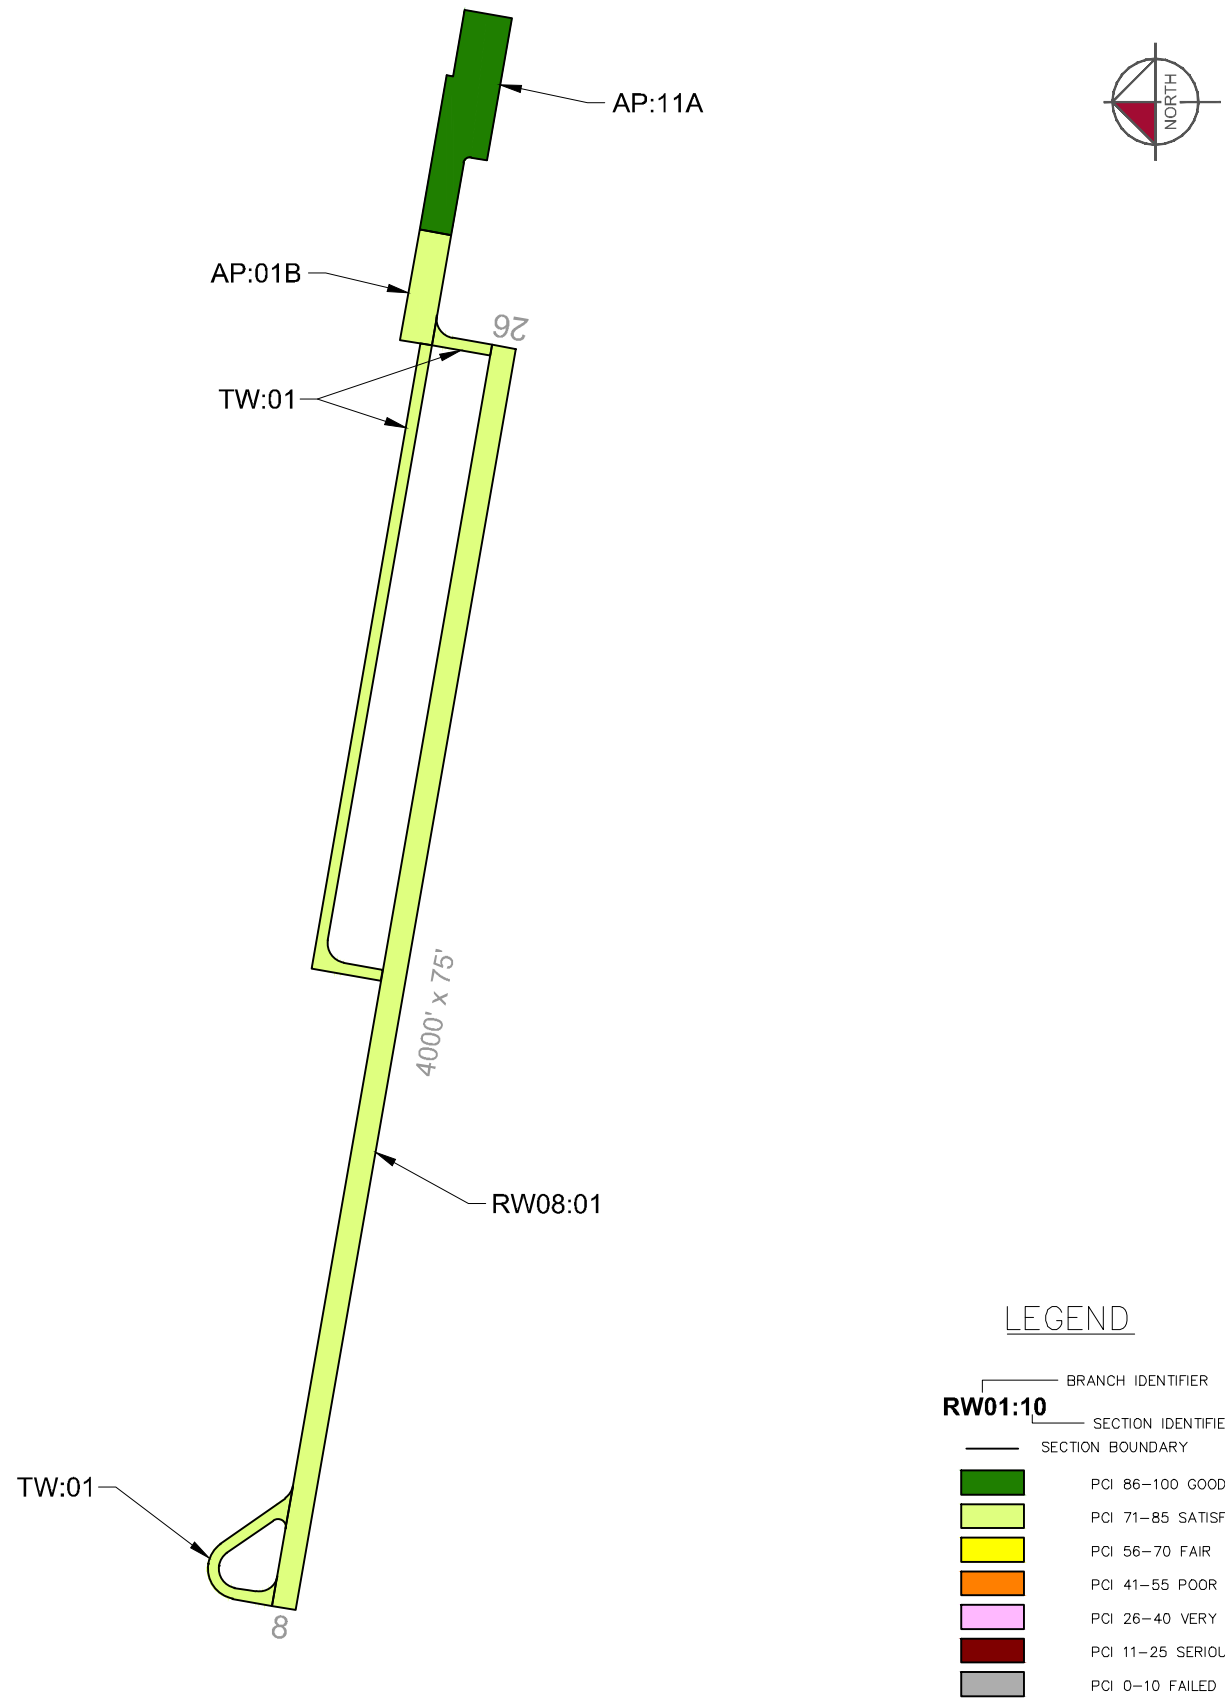 AP:11A
NORTH
AP:01B
26
TW:01
4000' x 75'
RW08:01
LEGEND
BRANCH IDENTIFIER
RW01:10
SECTION IDENTIFIE
SECTION BOUNDARY
TW:01
PCI 86-100 GOOD
PCI 71-85 SATISF
PCI 56-70 FAIR
PCI 41-55 POOR
PCI 26-40 VERY
PCI 11-25 SERIOU
PCI 0-10 FAILED
8